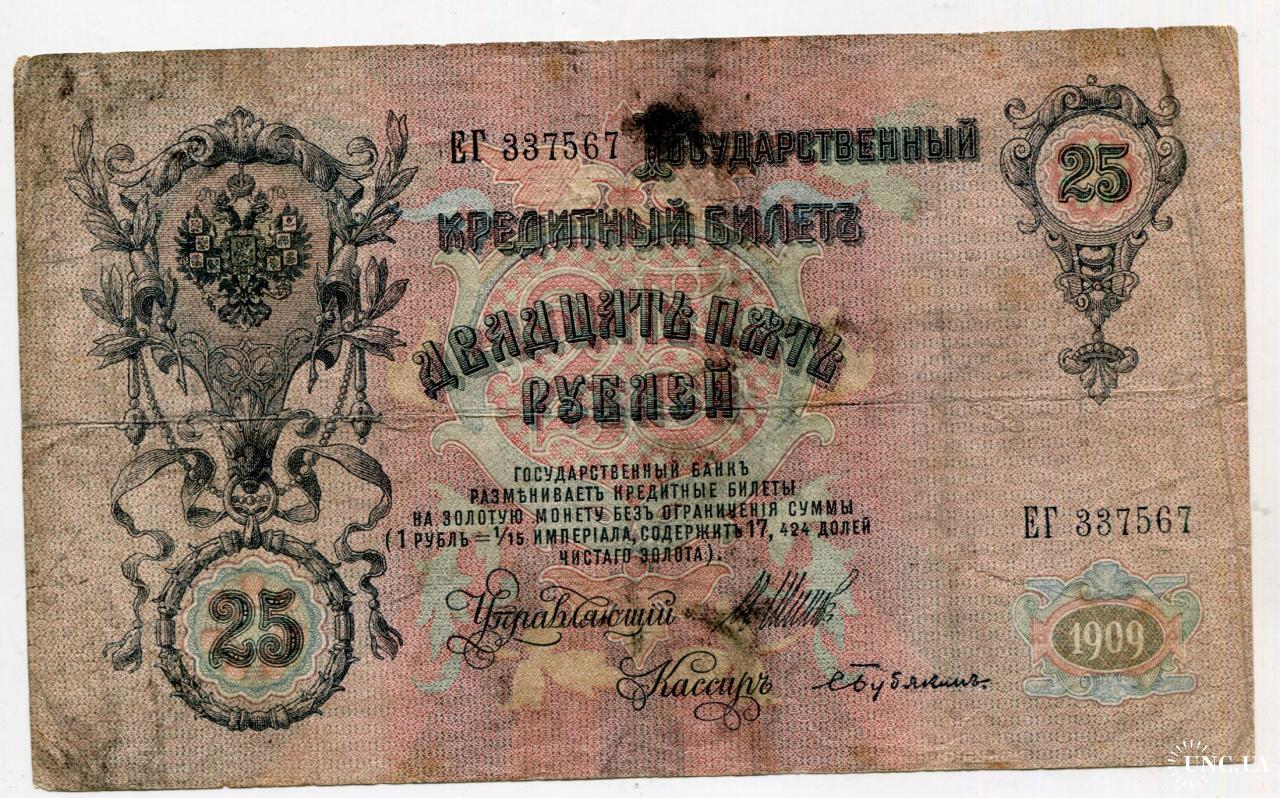 ЕГ 337567 Государственный
25
Кредитный Билетъ
Двадцать пять
рублей
ГОСУДАРСТВЕННЫЙ БАНКЪ
РАЗМѢНИВАЕТЪ КРЕДИТНЫЕ БИЛЕТЫ
НА ЗОЛОТУЮ МОНЕТУ БЕЗЪ ОГРАНИЧЕНІЯ СУММЫ
(1 РУБЛЬ = 1/15 ИМПЕРІАЛА, СОДЕРЖИТЪ 17, 424 ДОЛЕЙ
ЧИСТАГО ЗОЛОТА).
ЕГ 337567
25
Управляющій
Кассиръ
1909
UNC.UA